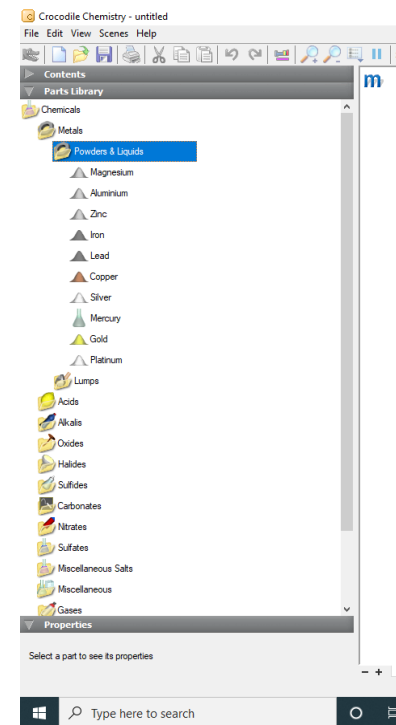 Crocodile Chemistry - untitled
File Edit View Scenes Help
Contents
Parts Library
Chemicals
Metals
Powders & Liquids
Magnesium
Aluminium
Zinc
Iron
Lead
Copper
Silver
Mercury
Gold
Platinum
Lumps
Acids
Alkalis
Oxides
Halides
Sulfides
Carbonates
Nitrates
Sulfates
Miscellaneous Salts
Miscellaneous
Gases
Properties
Select a part to see its properties
Type here to search